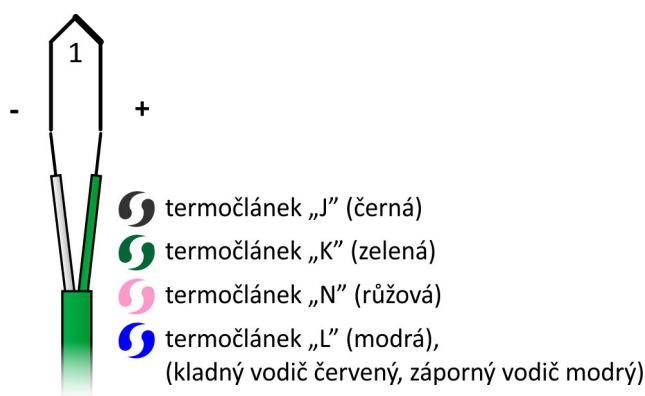 1
- +
termočlánek „J” (černá)
termočlánek „K” (zelená)
termočlánek „N” (růžová)
termočlánek „L” (modrá),
(kladný vodič červený, záporný vodič modrý)